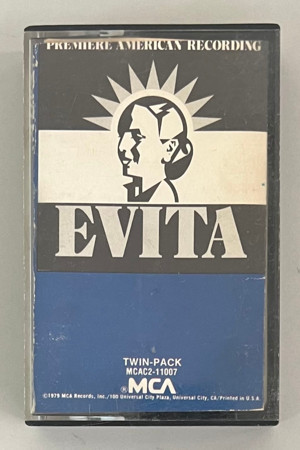 PREMIERE AMERICAN RECORDING
EVITA
TWIN-PACK
MCAC2-11007
®MCA
©1979 MCA Records, Inc./100 Universal City Plaza, Universal City, CA/Printed in U.S.A.